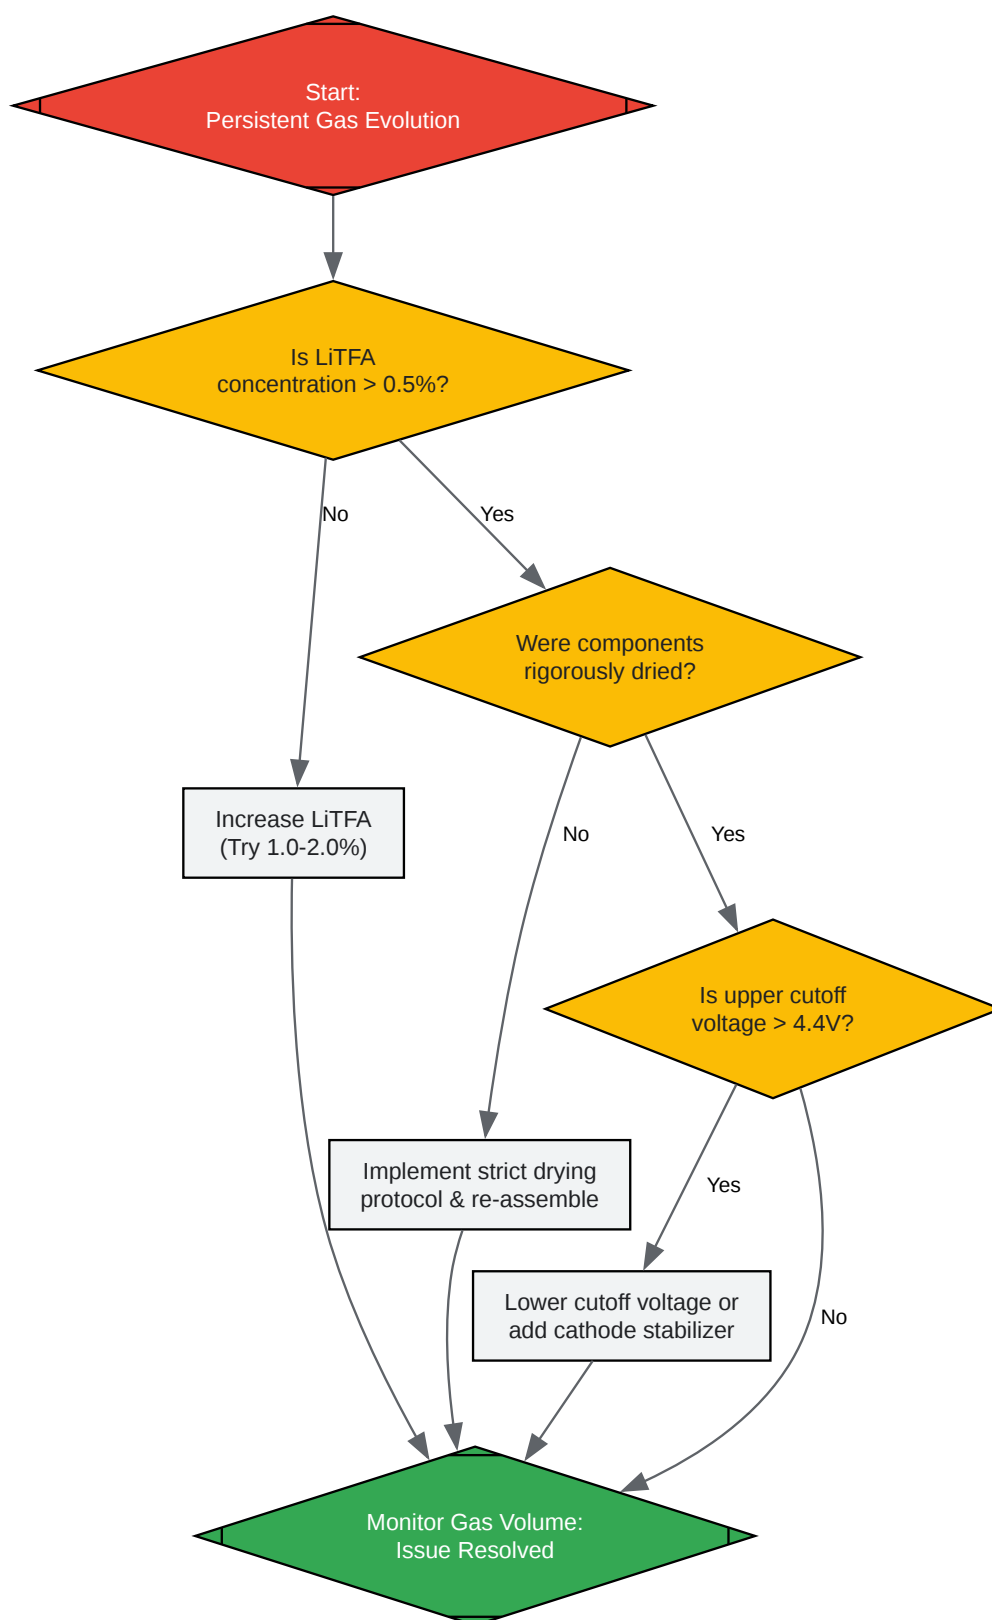 Start:
Persistent Gas Evolution
Is LiTFA
concentration > 0.5%?
No
Yes
Were components
rigorously dried?
Increase LiTFA
(Try 1.0-2.0%)
No
Yes
Is upper cutoff
voltage > 4.4V?
Implement strict drying
protocol & re-assemble
Yes
Lower cutoff voltage or
add cathode stabilizer
No
Monitor Gas Volume:
Issue Resolved